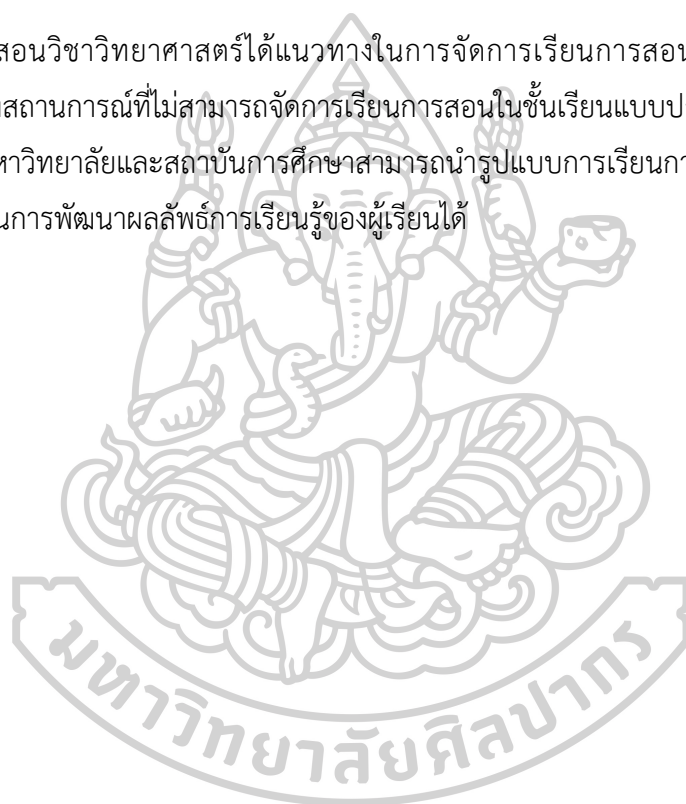 สอนวิชาวิทยาศาสตร์ได้แนวทางในการจัดการเรียนการสอน
สถานการณ์ที่ไม่สามารถจัดการเรียนการสอนในชั้นเรียนแบบป
หาวิทยาลัยและสถาบันการศึกษาสามารถนำรูปแบบการเรียนกา
นการพัฒนาผลลัพธ์การเรียนรู้ของผู้เรียนได้
มหาวิทยาลัยศิลปากร